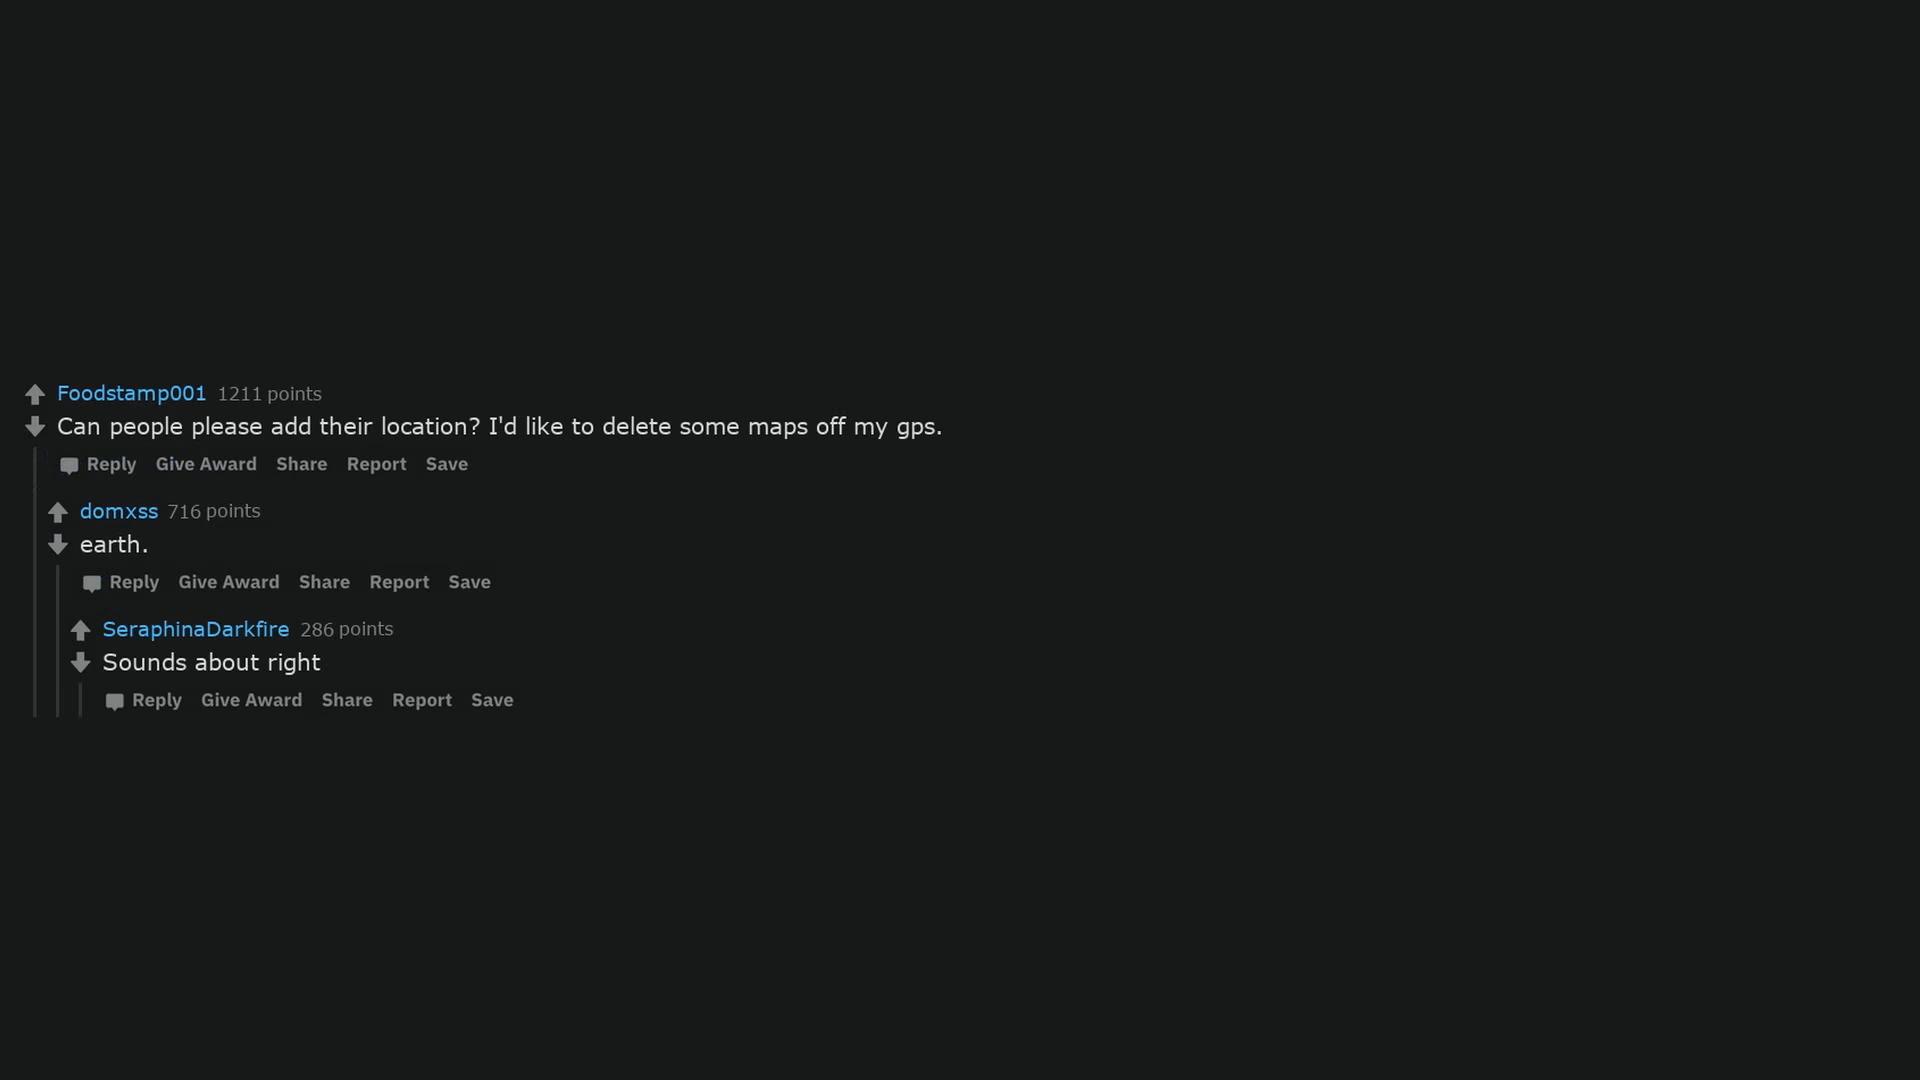 Foodstamp001 1211 points
Can people please add their location? I'd like to delete some maps off my gps.
Reply Give Award Share Report Save
domxss 716 points
earth.
Reply Give Award Share Report Save
SeraphinaDarkfire 286 points
Sounds about right
Reply Give Award Share Report Save